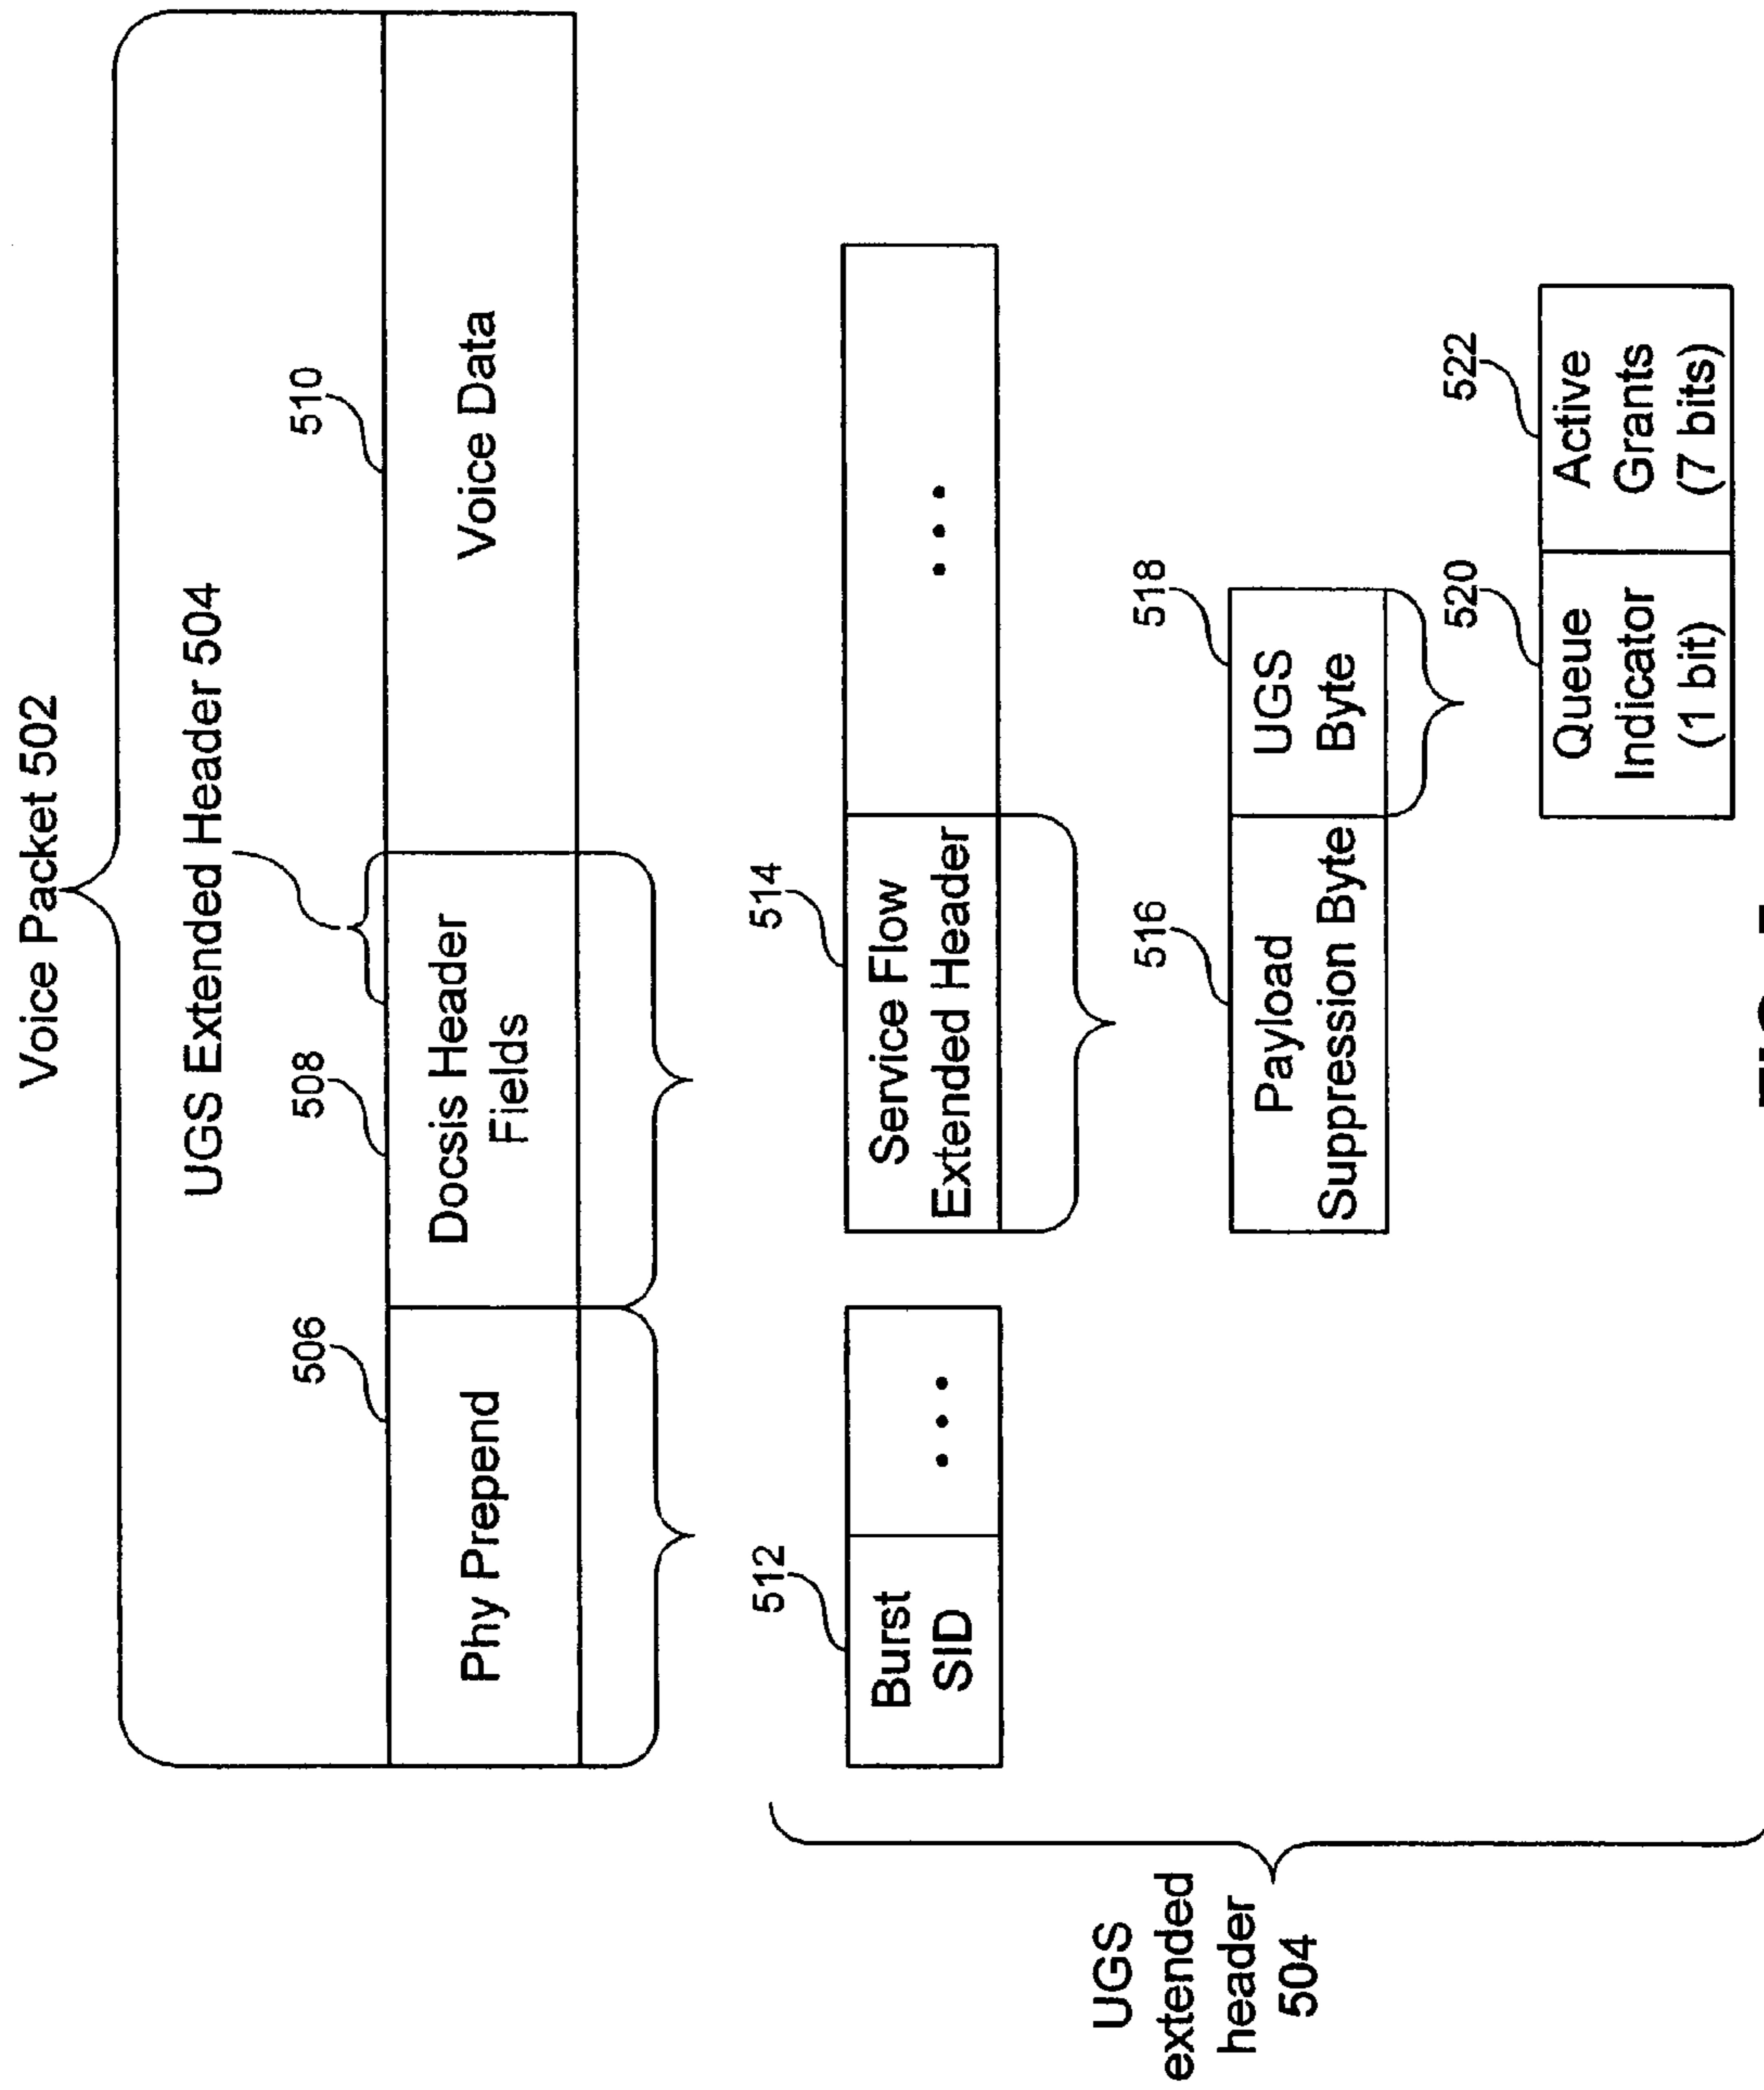 Voice Packet 502
UGS Extended Header 504
506
508
510
Phy Prepend
Docsis Header
Fields
Voice Data
512
514
Burst
SID
• • •
Service Flow
Extended Header
• • •
UGS
extended
header
504
516
518
Payload
Suppression Byte
UGS
Byte
520
522
Queue
Indicator
(1 bit)
Active
Grants
(7 bits)